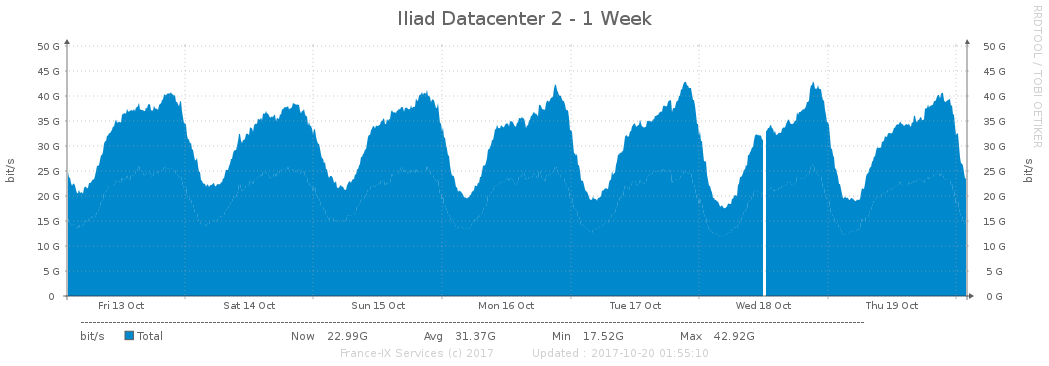 Iliad Datacenter 2 - 1 Week
RRDTOOL / TOBI OETIKER
50 G 50 G
45 G 45 G
40 G 40 G
35 G 35 G
30 G 30 G
25 G 25 G
20 G 20 G
15 G 15 G
10 G 10 G
5 G 5 G
0 0 G
bit/s bit/s
Fri 13 Oct Sat 14 Oct Sun 15 Oct Mon 16 Oct Tue 17 Oct Wed 18 Oct Thu 19 Oct
bit/s Total Now 22.99G Avg 31.37G Min 17.52G Max 42.92G
France-IX Services (c) 2017 Updated : 2017-10-20 01:55:10